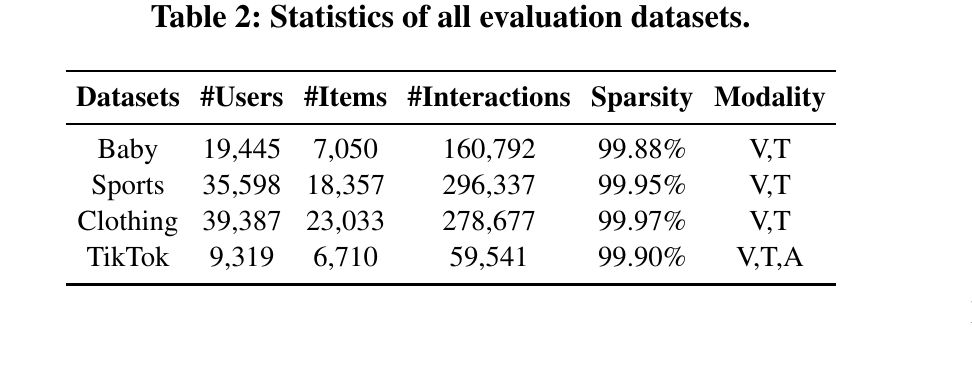 Table 2: Statistics of all evaluation datasets.
Datasets #Users #Items #Interactions Sparsity Modality
Baby 19,445 7,050 160,792 99.88% V,T
Sports 35,598 18,357 296,337 99.95% V,T
Clothing 39,387 23,033 278,677 99.97% V,T
TikTok 9,319 6,710 59,541 99.90% V,T,A